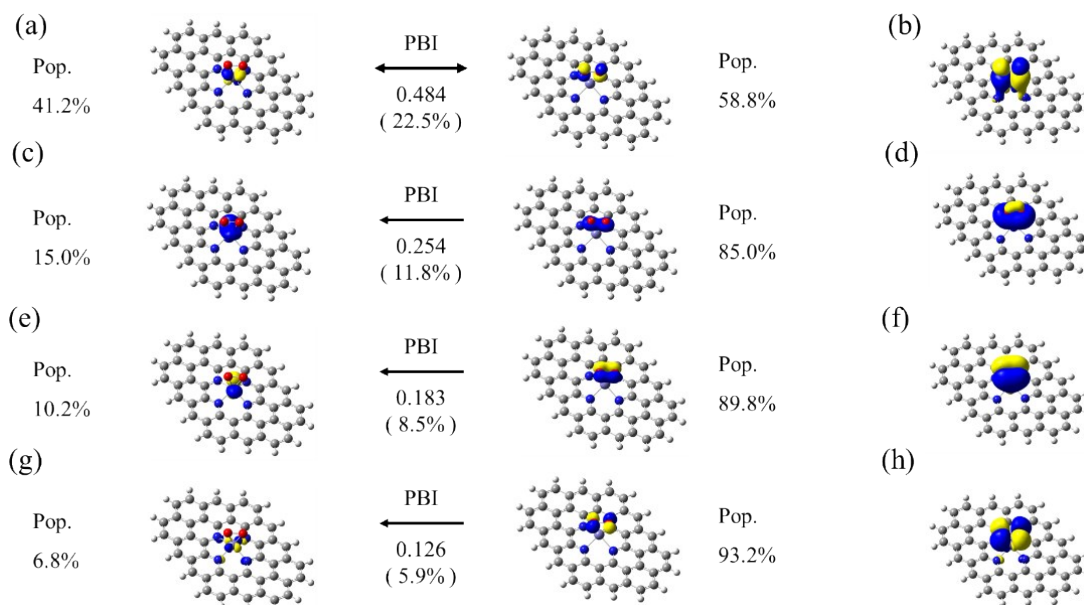 (a)
Pop.
41.2%
PBI
0.484
( 22.5% )
Pop.
58.8%
(b)
(c)
Pop.
15.0%
PBI
0.254
( 11.8% )
Pop.
85.0%
(d)
(e)
Pop.
10.2%
PBI
0.183
( 8.5% )
Pop.
89.8%
(f)
(g)
Pop.
6.8%
PBI
0.126
( 5.9% )
Pop.
93.2%
(h)